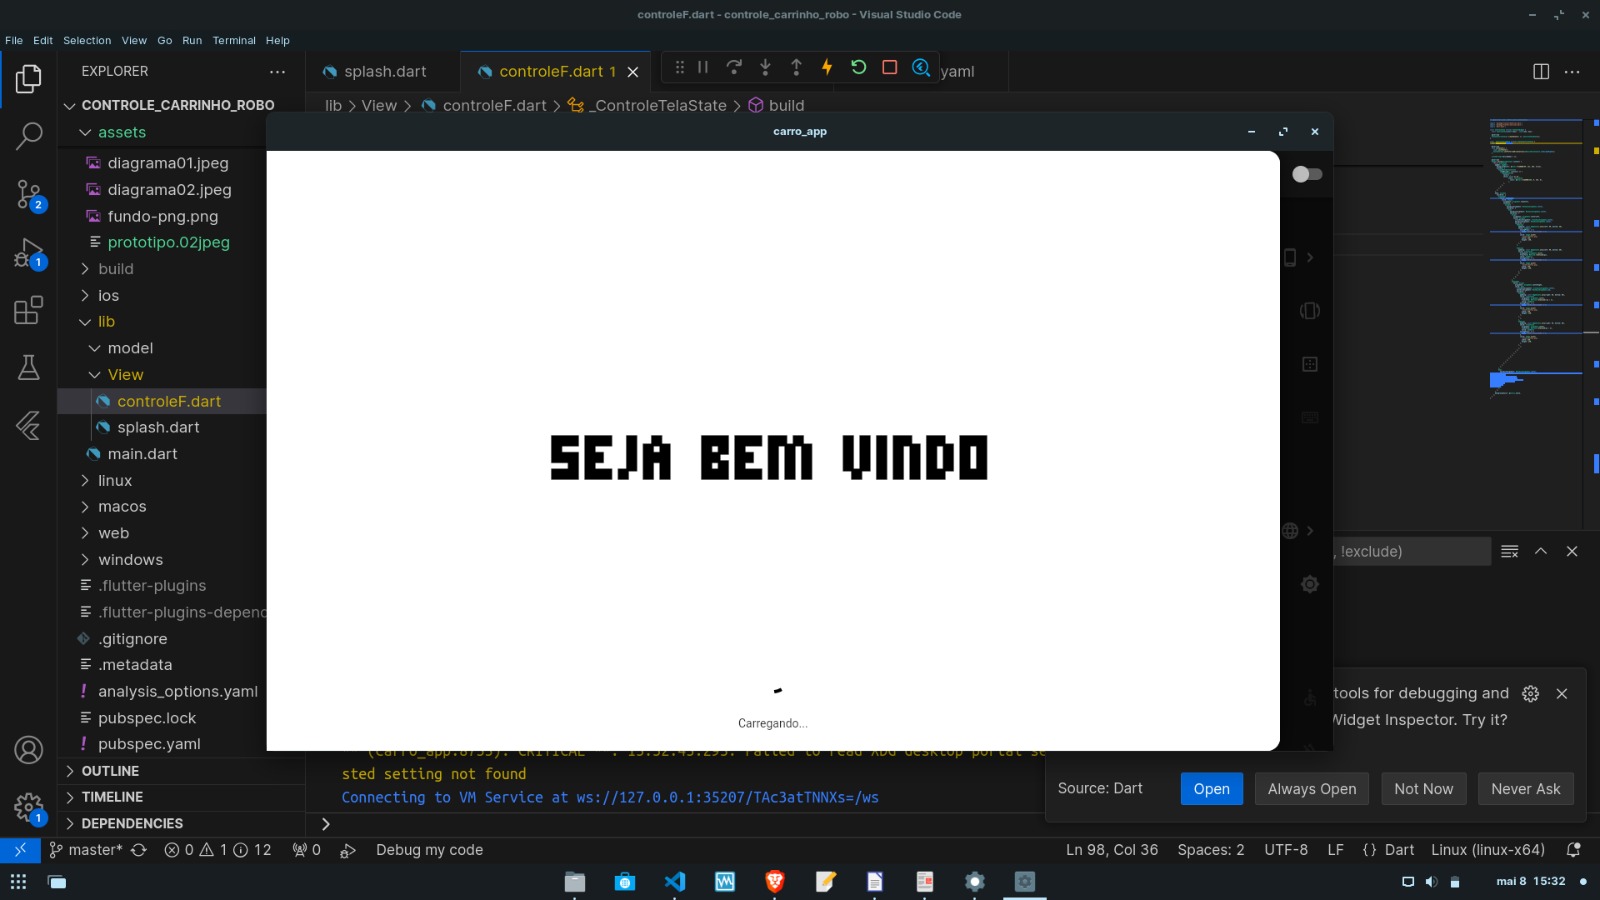 controleF.dart - controle_carrinho_robo - Visual Studio Code
File Edit Selection View Go Run Terminal Help
EXPLORER
splash.dart
controleF.dart 1
yaml
CONTROLE_CARRINHO_ROBO
lib > View > controleF.dart > _ControleTelaState > build
assets
carro_app
diagrama01.jpeg
diagrama02.jpeg
fundo-png.png
prototipo.02jpeg
build
ios
lib
model
View
controleF.dart
splash.dart
main.dart
linux
macos
web
windows
.flutter-plugins
.flutter-plugins-depend
.gitignore
.metadata
analysis_options.yaml
pubspec.lock
pubspec.yaml
OUTLINE
TIMELINE
DEPENDENCIES
2
1
1
SEJA BEM VINDO
Carregando...
, !exclude)
tools for debugging and
Widget Inspector. Try it?
Source: Dart
Open
Always Open
Not Now
Never Ask
sted setting not found
Connecting to VM Service at ws://127.0.0.1:35207/TAc3atTNNXs=/ws
master* 0 1 12 0 Debug my code
Ln 98, Col 36 Spaces: 2 UTF-8 LF {} Dart Linux (linux-x64)
mai 8 15:32